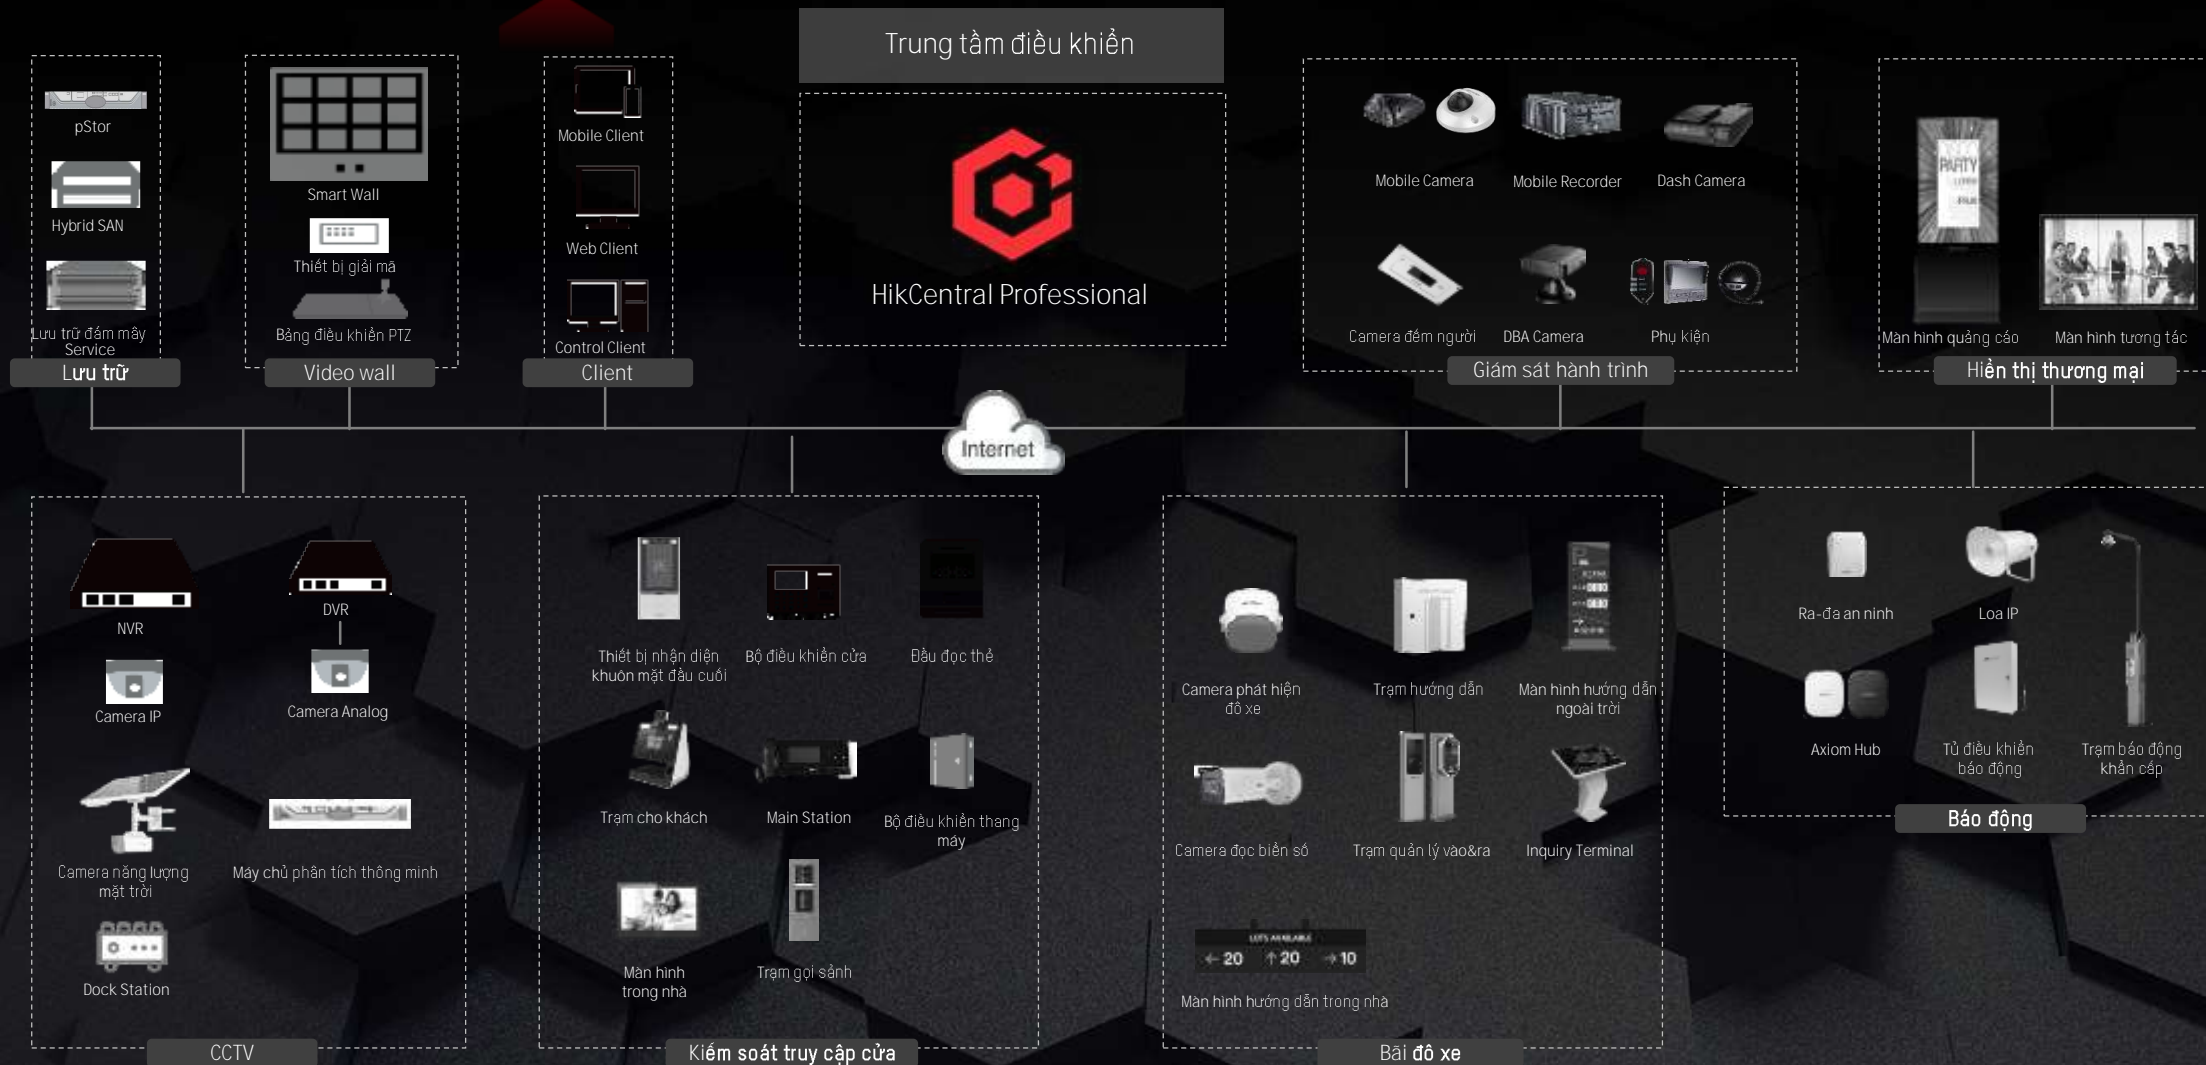 Trung tâm điều khiển
HikCentral Professional
pStor
Hybrid SAN
Lưu trữ đám mây
Service
Lưu trữ
Smart Wall
Thiết bị giải mã
Bảng điều khiển PTZ
Video wall
Mobile Client
Web Client
Control Client
Client
Mobile Camera
Mobile Recorder
Dash Camera
Camera đếm người
DBA Camera
Phụ kiện
Giám sát hành trình
PARTY
Màn hình quảng cáo
Màn hình tương tác
Hiển thị thương mại
Internet
NVR
DVR
Camera IP
Camera Analog
Camera năng lượng
mặt trời
Máy chủ phân tích thông minh
Dock Station
CCTV
Thiết bị nhận diện
khuôn mặt đầu cuối
Bộ điều khiển cửa
Đầu đọc thẻ
Trạm cho khách
Main Station
Bộ điều khiển thang
máy
Màn hình
trong nhà
Trạm gọi sảnh
Kiểm soát truy cập cửa
Camera phát hiện
đỗ xe
Trạm hướng dẫn
Màn hình hướng dẫn
ngoài trời
Camera đọc biển số
Trạm quản lý vào&ra
Inquiry Terminal
LOTS AVAILABLE
← 20 ↑ 20 → 10
Màn hình hướng dẫn trong nhà
Bãi đỗ xe
Ra-đa an ninh
Loa IP
Axiom Hub
Tủ điều khiển
báo động
Trạm báo động
khẩn cấp
Báo động